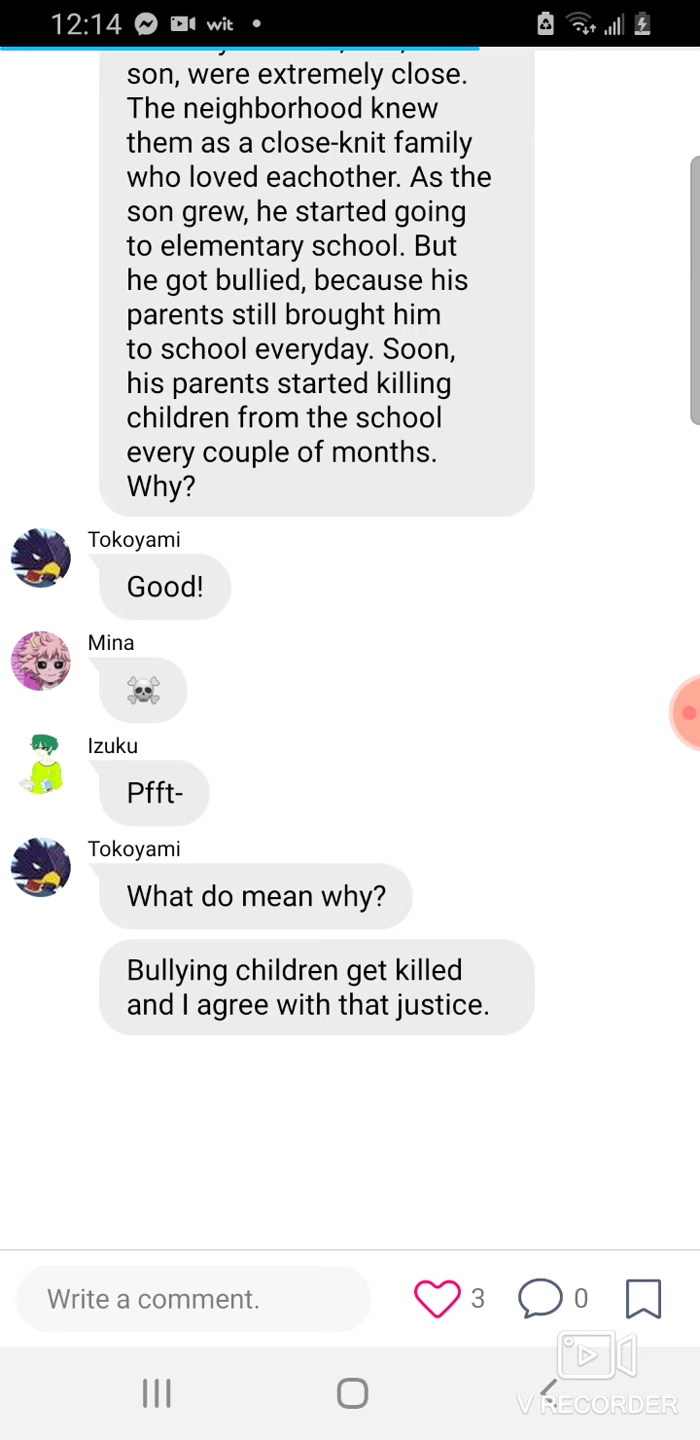 12:14
wit
son, were extremely close.
The neighborhood knew
them as a close-knit family
who loved eachother. As the
son grew, he started going
to elementary school. But
he got bullied, because his
parents still brought him
to school everyday. Soon,
his parents started killing
children from the school
every couple of months.
Why?
Tokoyami
Good!
Mina
Izuku
Pfft-
Tokoyami
What do mean why?
Bullying children get killed
and I agree with that justice.
Write a comment.
3
0
V RECORDER